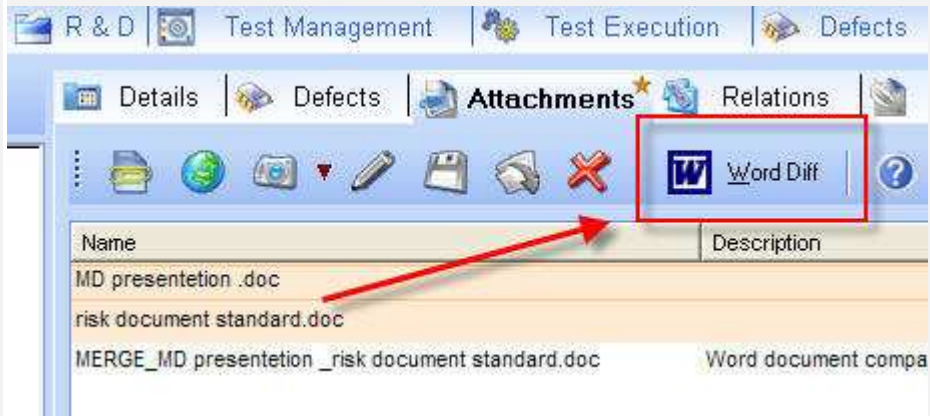 R & D Test Management Test Execution Defects
Details Defects Attachments Relations
W Word Diff ?
Name Description
MD presentetion .doc
risk document standard.doc
MERGE_MD presentetion _risk document standard.doc Word document compa